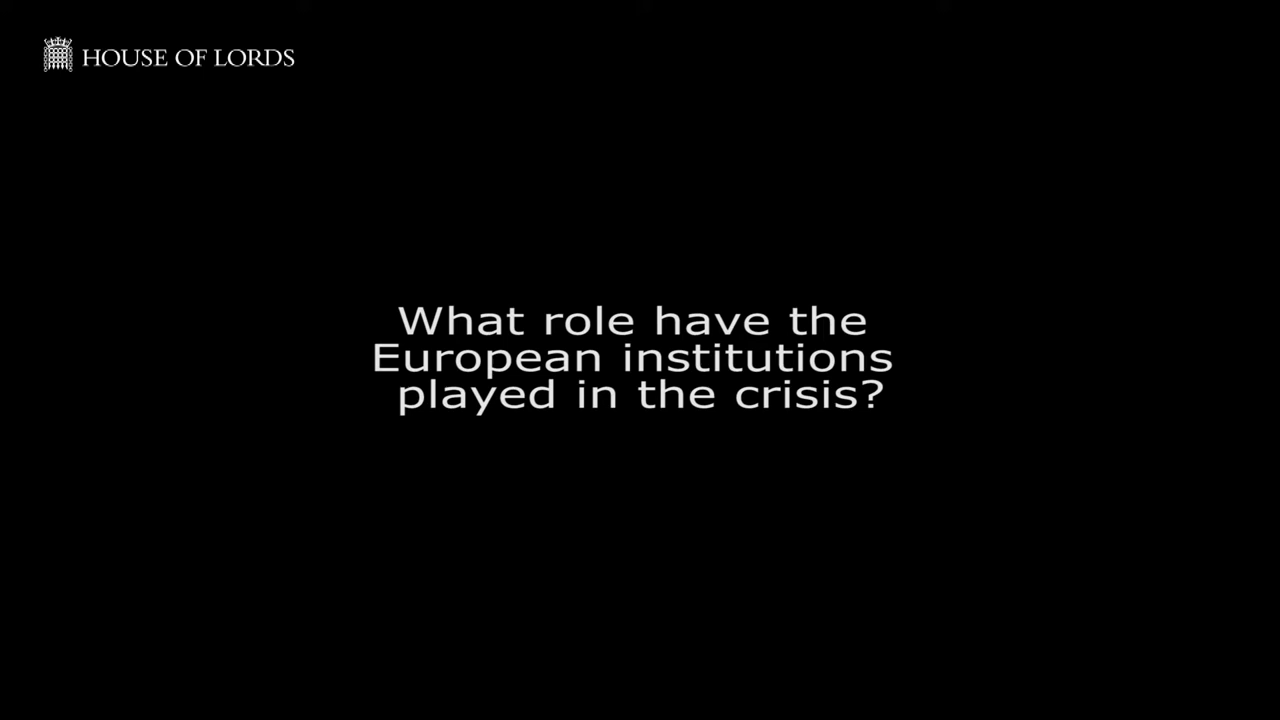 HOUSE OF LORDS
What role have the
European institutions
played in the crisis?